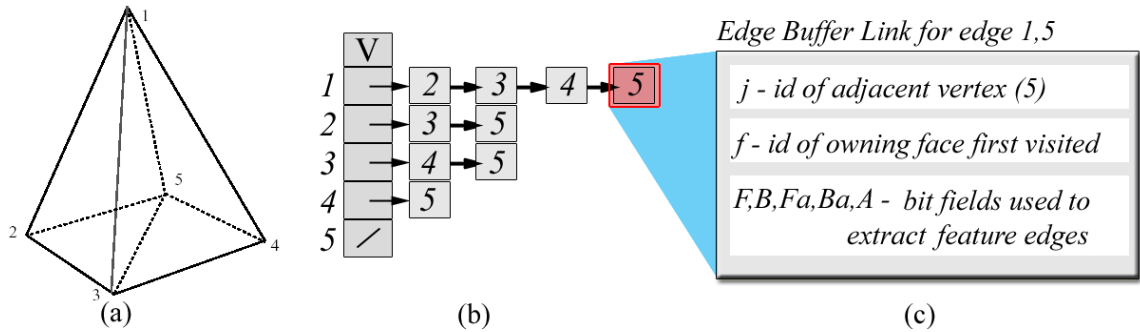 1
5
2
4
3
(a)
V
1 2 3 4 5
2 3 5
3 4 5
4 5
5
(b)
Edge Buffer Link for edge 1,5
j - id of adjacent vertex (5)
f - id of owning face first visited
F,B,Fa,Ba,A - bit fields used to
extract feature edges
(c)